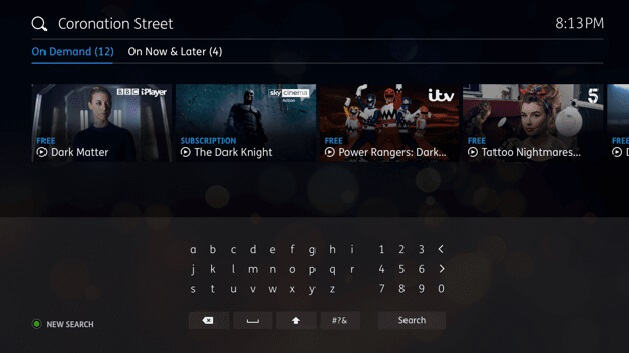 Coronation Street
8:13PM
On Demand (12) On Now & Later (4)
BBC iPlayer
sky cinema
Action
itv
5
FREE
Dark Matter
SUBSCRIPTION
The Dark Knight
FREE
Power Rangers: Dark...
FREE
Tattoo Nightmares...
FREE
a b c d e f g h i 1 2 3 <
j k l m n o p q r 4 5 6 >
s t u v w x y z 7 8 9 0
#?& Search
NEW SEARCH